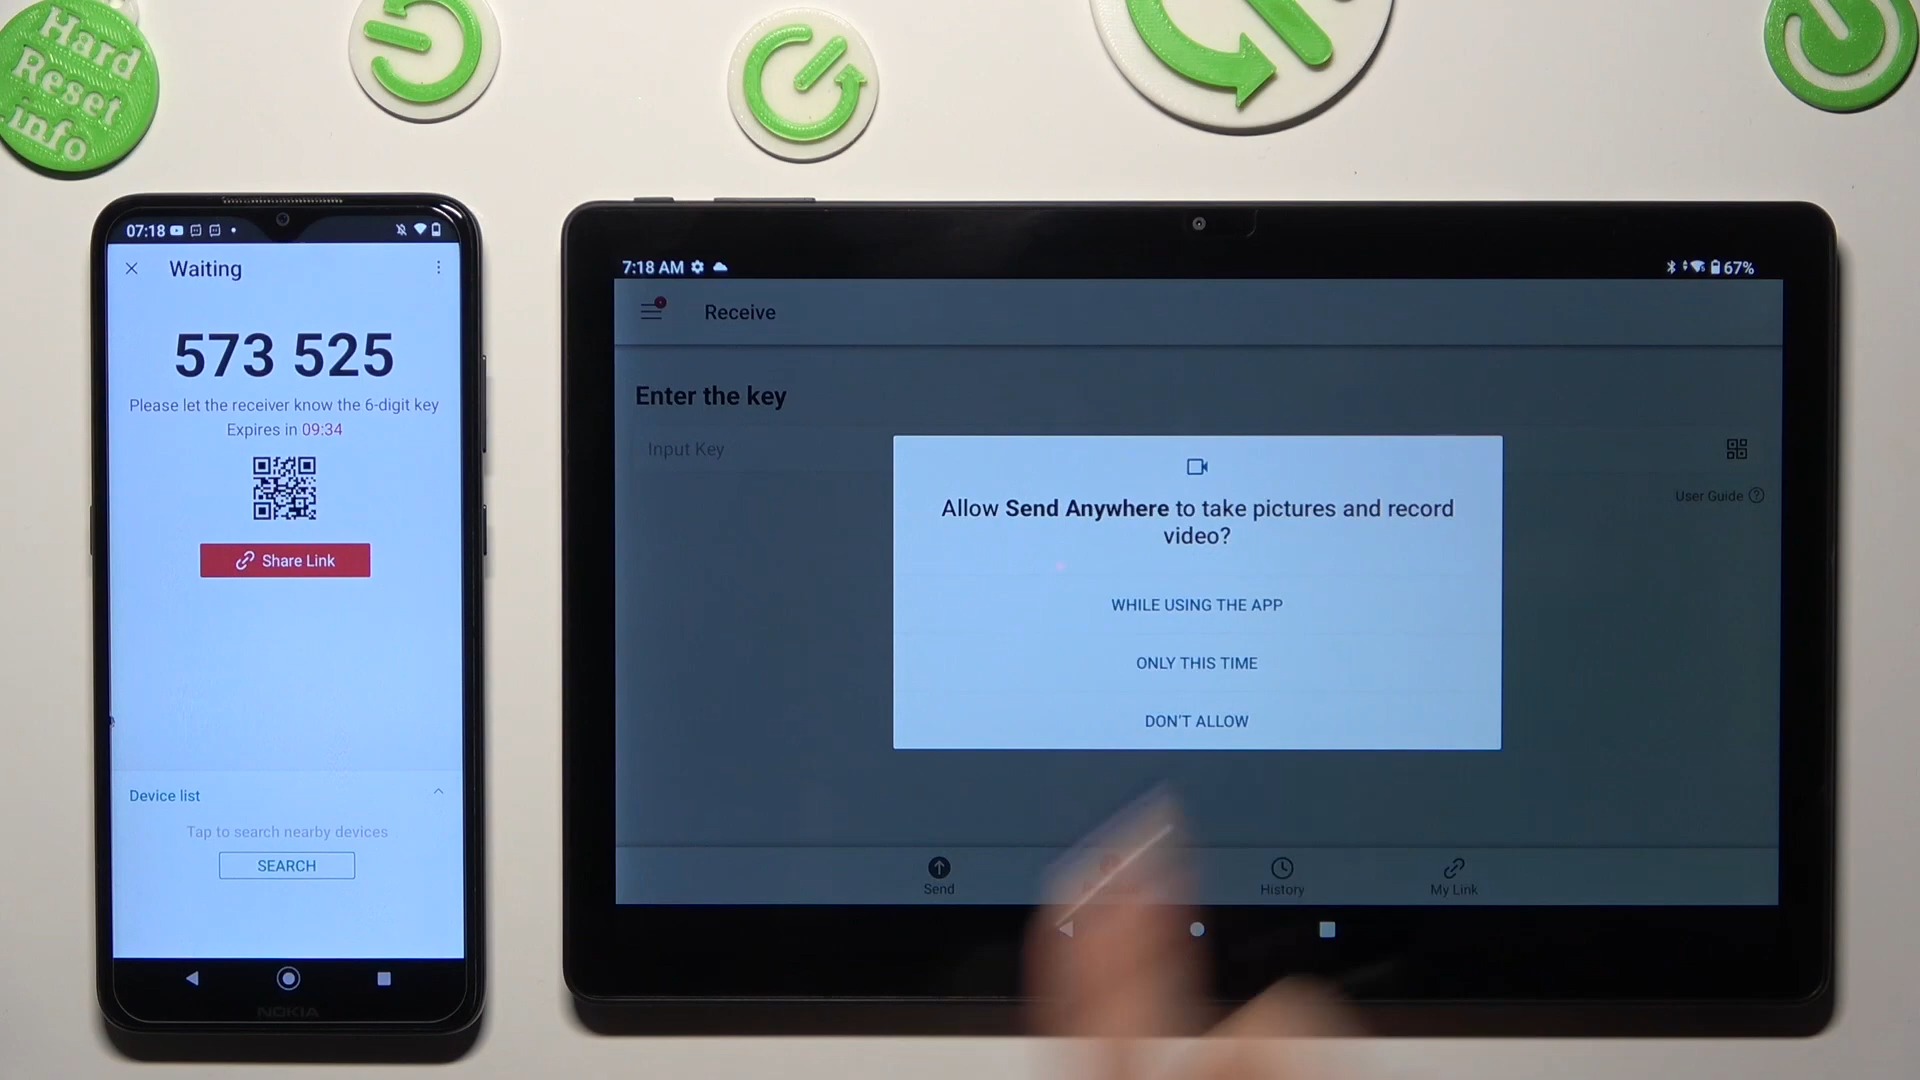 Hard
Reset
.info
07:18
Waiting
573 525
Please let the receiver know the 6-digit key
Expires in 09:34
Share Link
Device list
Tap to search nearby devices
SEARCH
NOKIA
7:18 AM
67%
Receive
Enter the key
Input Key
User Guide
Allow Send Anywhere to take pictures and record
video?
WHILE USING THE APP
ONLY THIS TIME
DON'T ALLOW
Send
History
My Link